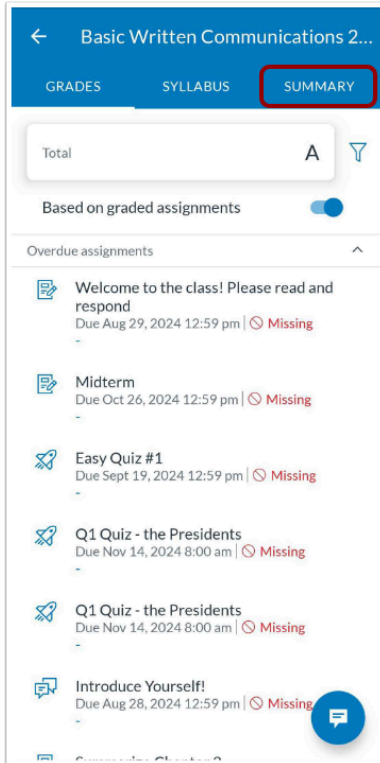 Basic Written Communications 2...
GRADES SYLLABUS SUMMARY
Total A
Based on graded assignments
Overdue assignments
Welcome to the class! Please read and
respond
Due Aug 29, 2024 12:59 pm | Missing
-
Midterm
Due Oct 26, 2024 12:59 pm | Missing
-
Easy Quiz #1
Due Sept 19, 2024 12:59 pm | Missing
-
Q1 Quiz - the Presidents
Due Nov 14, 2024 8:00 am | Missing
-
Q1 Quiz - the Presidents
Due Nov 14, 2024 8:00 am | Missing
-
Introduce Yourself!
Due Aug 28, 2024 12:59 pm | Missing
-